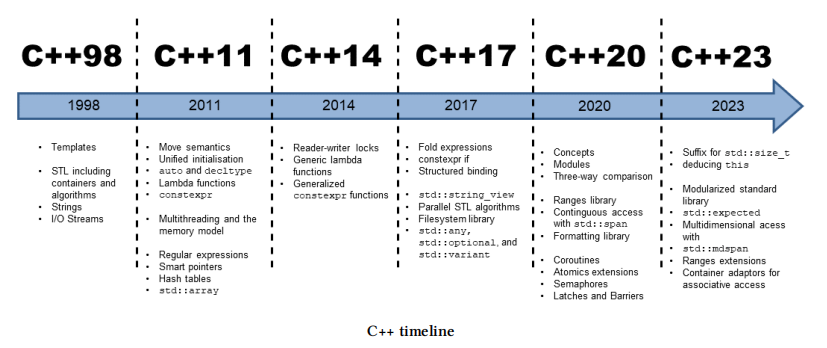 C++98
C++11
C++14
C++17
C++20
C++23
1998
2011
2014
2017
2020
2023
• Templates
• STL including
containers and
algorithms
• Strings
• I/O Streams
• Move semantics
• Unified initialisation
• auto and decltype
• Lambda functions
• constexpr
• Multithreading and the
memory model
• Regular expressions
• Smart pointers
• Hash tables
• std::array
• Reader-writer locks
• Generic lambda
functions
• Generalized
constexpr functions
• Fold expressions
• constexpr if
• Structured binding
• std::string_view
• Parallel STL algorithms
• Filesystem library
• std::any,
std::optional, and
std::variant
• Concepts
• Modules
• Three-way comparison
• Ranges library
• Continguous access
with std::span
• Formatting library
• Coroutines
• Atomics extensions
• Semaphores
• Latches and Barriers
• Suffix for std::size_t
• deducing this
• Modularized standard
library
• std::expected
• Multidimensional acess
with
• std::mdspan
• Ranges extensions
• Container adaptors for
associative access
C++ timeline